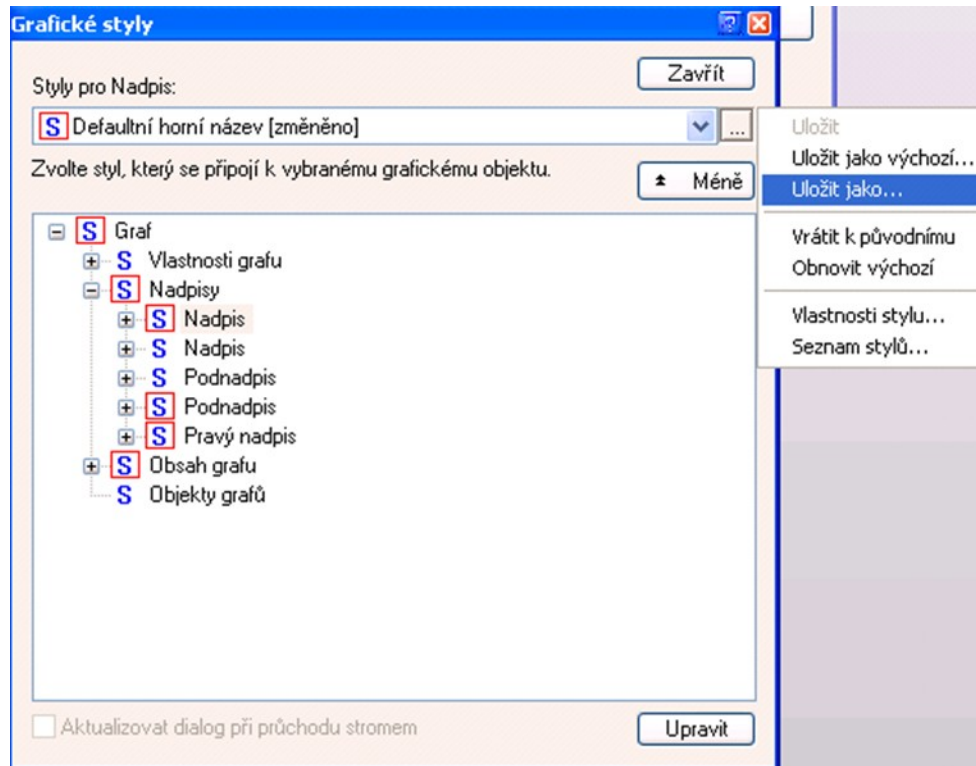 Grafické styly
Styly pro Nadpis:
Zavřít
S Defaultní horní název [změněno]
...
Zvolte styl, který se připojí k vybranému grafickému objektu.
Méně
Uložit
Uložit jako výchozí...
Uložit jako...
Vrátit k původnímu
Obnovit výchozí
Vlastnosti stylu...
Seznam stylů...
S Graf
S Vlastnosti grafu
S Nadpisy
S Nadpis
S Nadpis
S Podnadpis
S Podnadpis
S Pravý nadpis
S Obsah grafu
S Objekty grafů
Aktualizovat dialog při průchodu stromem
Upravit